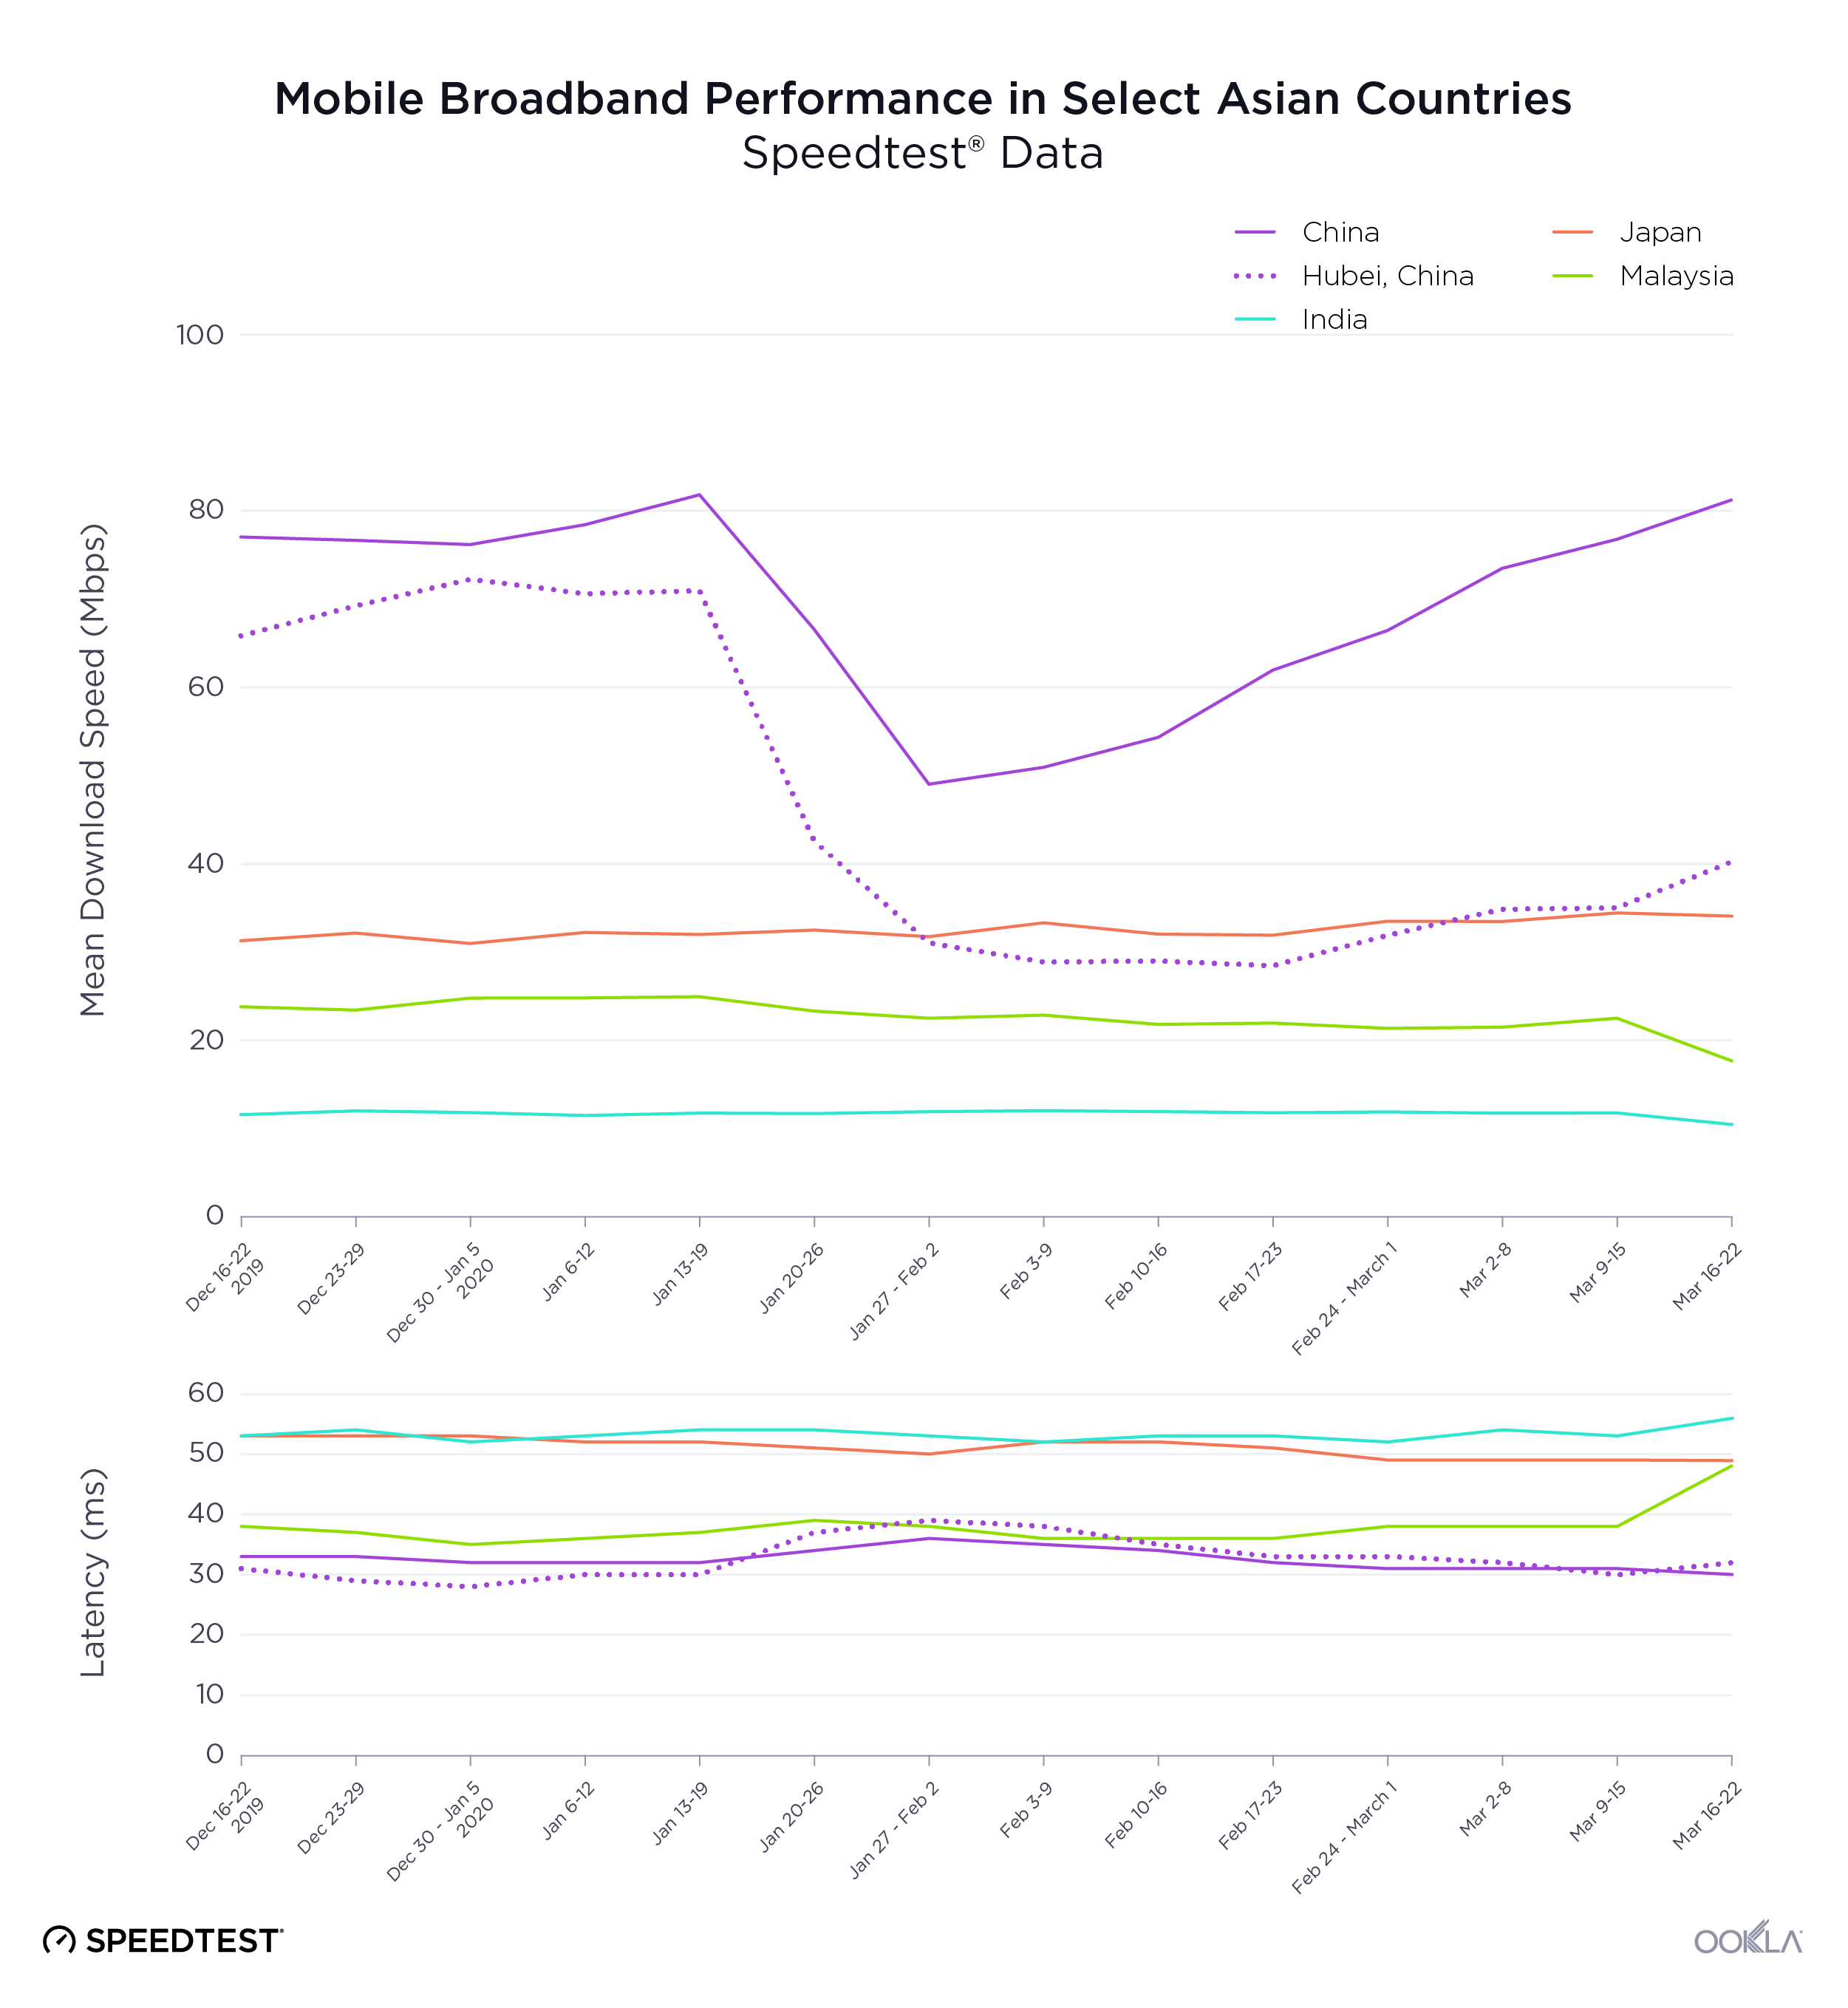 Mobile Broadband Performance in Select Asian Countries
Speedtest® Data
China
Japan
Hubei, China
Malaysia
India
Mean Download Speed (Mbps)
100
80
60
40
20
0
Dec 16-22
2019
Dec 23-29
Dec 30 - Jan 5
2020
Jan 6-12
Jan 13-19
Jan 20-26
Jan 27 - Feb 2
Feb 3-9
Feb 10-16
Feb 17-23
Feb 24 - March 1
Mar 2-8
Mar 9-15
Mar 16-22
Latency (ms)
60
50
40
30
20
10
0
Dec 16-22
2019
Dec 23-29
Dec 30 - Jan 5
2020
Jan 6-12
Jan 13-19
Jan 20-26
Jan 27 - Feb 2
Feb 3-9
Feb 10-16
Feb 17-23
Feb 24 - March 1
Mar 2-8
Mar 9-15
Mar 16-22
SPEEDTEST®
OOKLA®